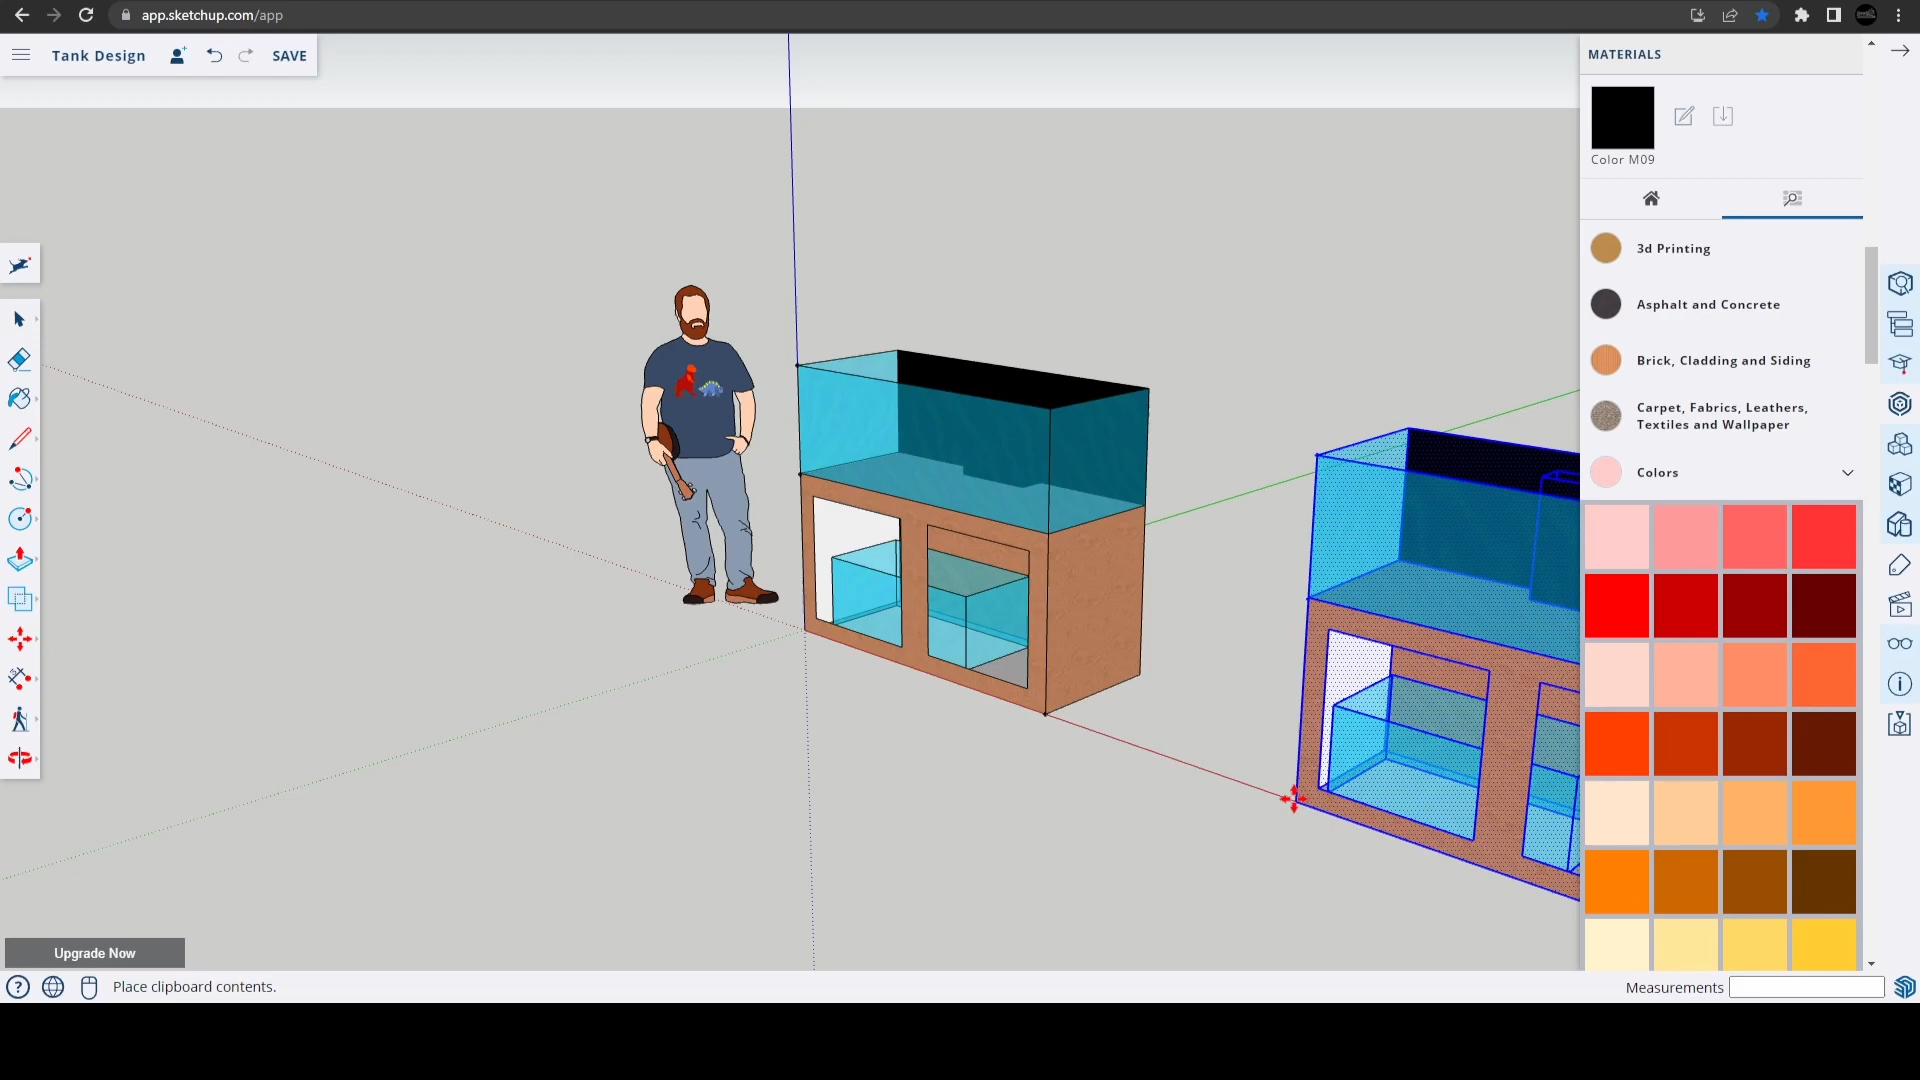 app.sketchup.com/app
Tank Design
SAVE
MATERIALS
Color M09
3d Printing
Asphalt and Concrete
Brick, Cladding and Siding
Carpet, Fabrics, Leathers,
Textiles and Wallpaper
Colors
Upgrade Now
Place clipboard contents.
Measurements